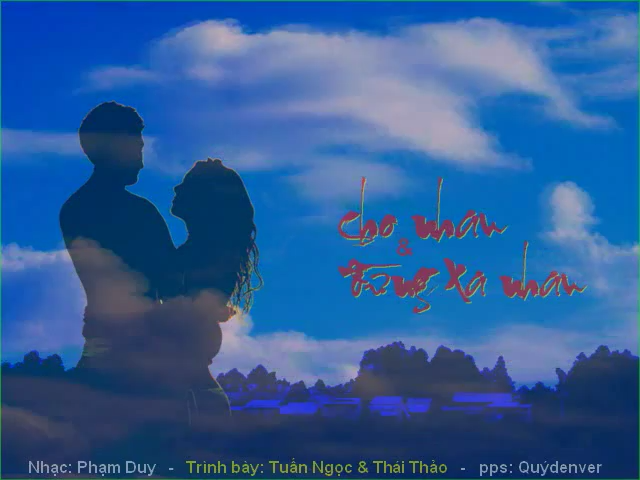 cho nhau
&
Đừng xa nhau
Nhạc: Phạm Duy - Trình bày: Tuấn Ngọc & Thái Thảo - pps: Quýdenver